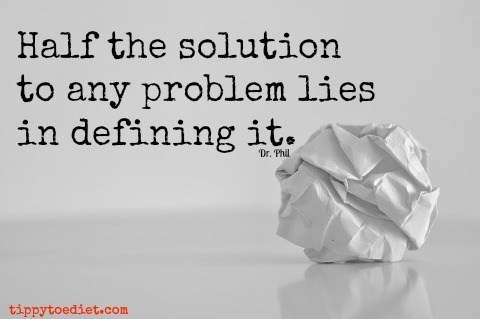 Half the solution
to any problem lies
in defining it.
Dr. Phil
tippytoediet.com